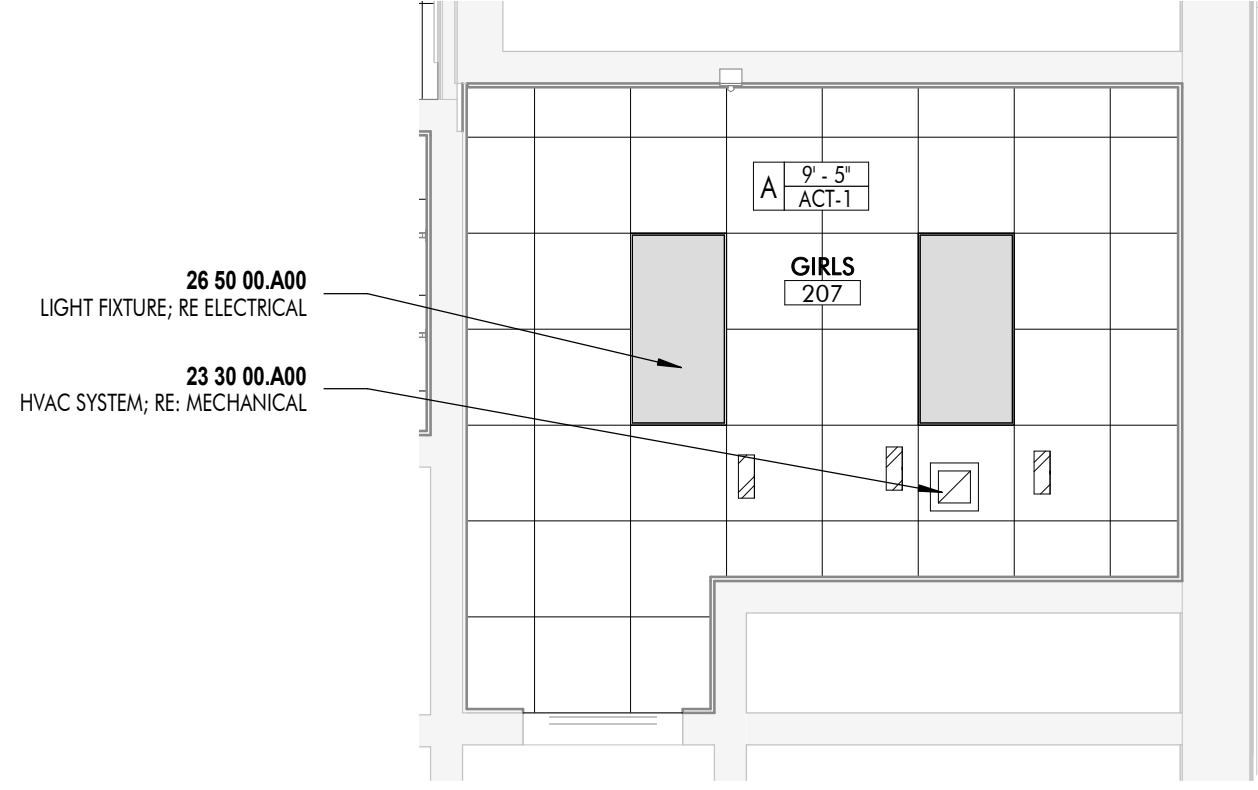 A
9' - 5"
ACT-1
GIRLS
207
26 50 00.A00
LIGHT FIXTURE; RE ELECTRICAL
23 30 00.A00
HVAC SYSTEM; RE: MECHANICAL